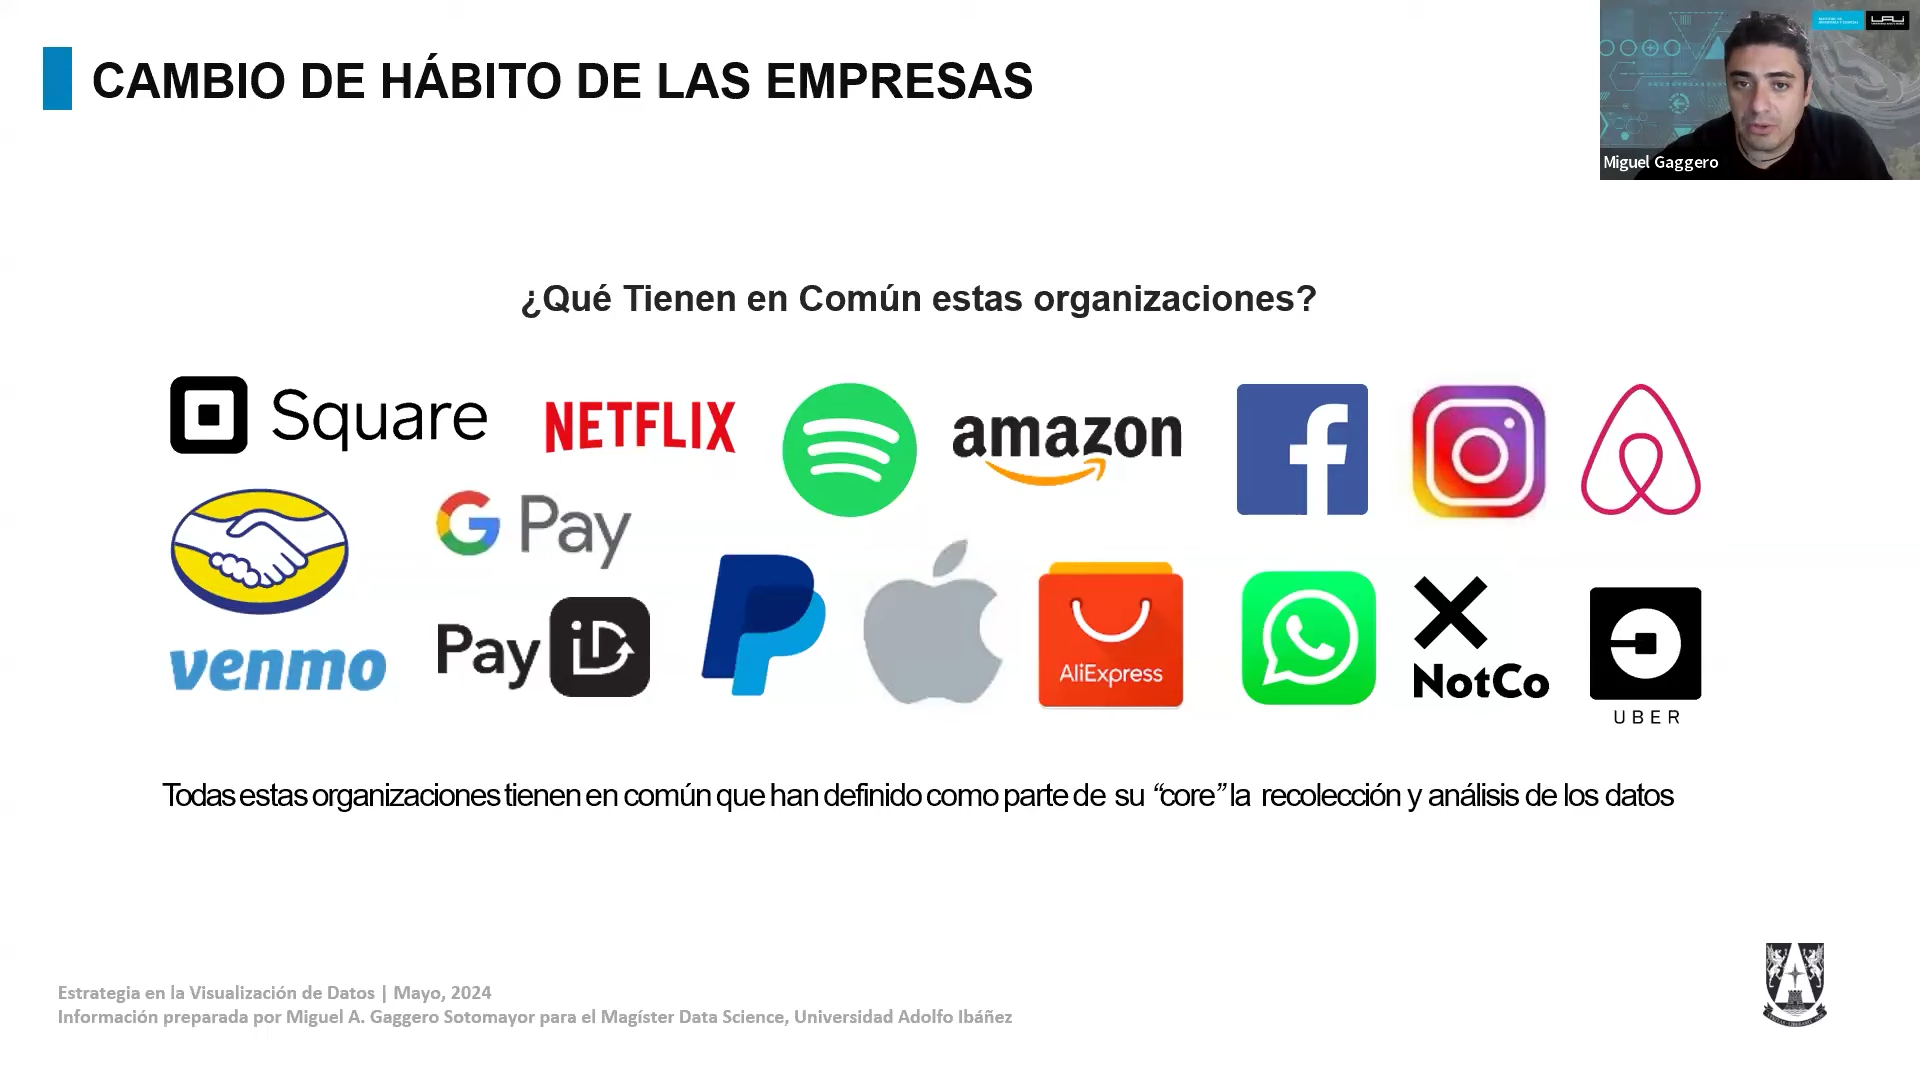 CAMBIO DE HÁBITO DE LAS EMPRESAS
Miguel Gaggero
¿Qué Tienen en Común estas organizaciones?
Square
NETFLIX
amazon
G Pay
venmo
Pay iD
AliExpress
NotCo
UBER
Todas estas organizaciones tienen en común que han definido como parte de su “core” la recolección y análisis de los datos
Estrategia en la Visualización de Datos | Mayo, 2024
Información preparada por Miguel A. Gaggero Sotomayor para el Magíster Data Science, Universidad Adolfo Ibáñez